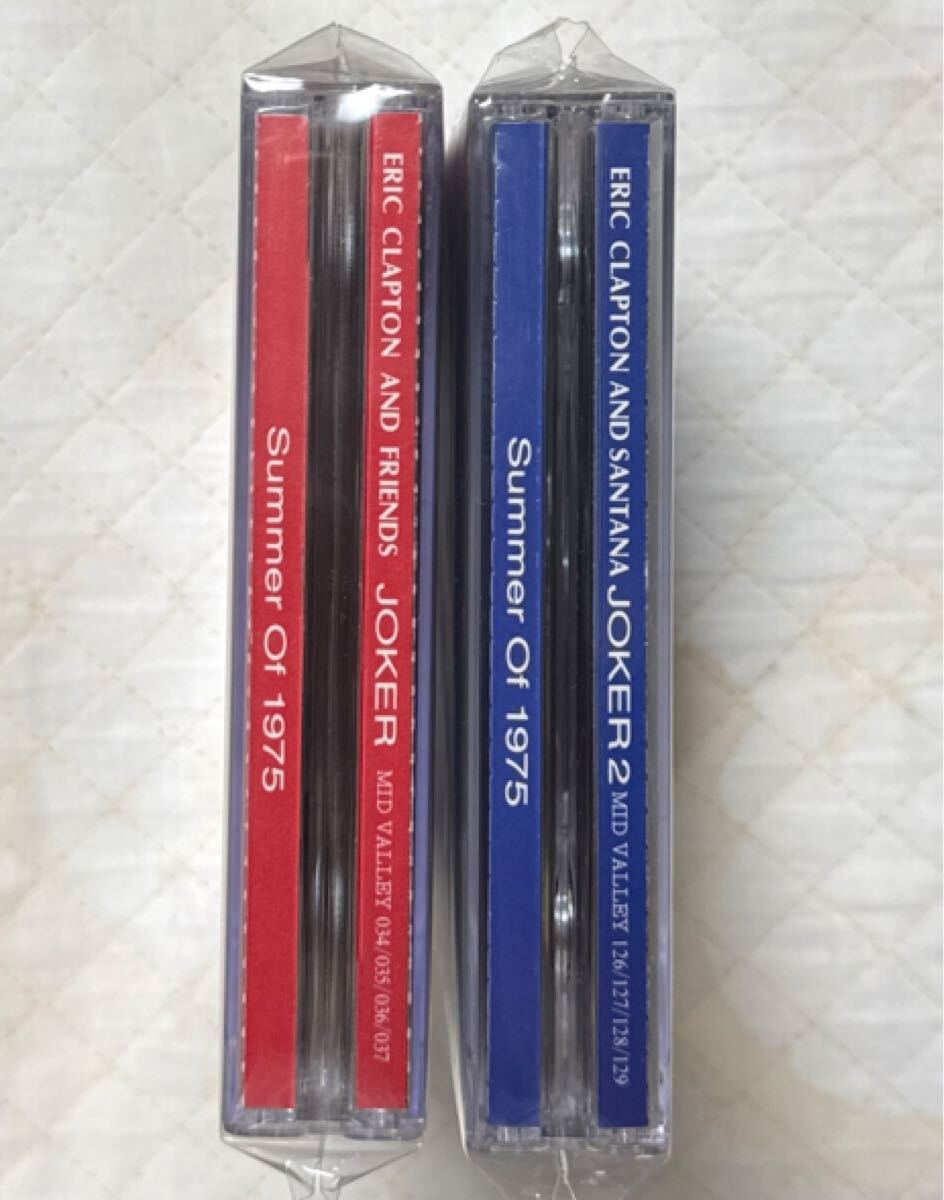 ERIC CLAPTON AND FRIENDS JOKER MID VALLEY 034/035/036/037
Summer Of 1975
ERIC CLAPTON AND SANTANA JOKER 2 MID VALLEY 126/127/128/129
Summer Of 1975